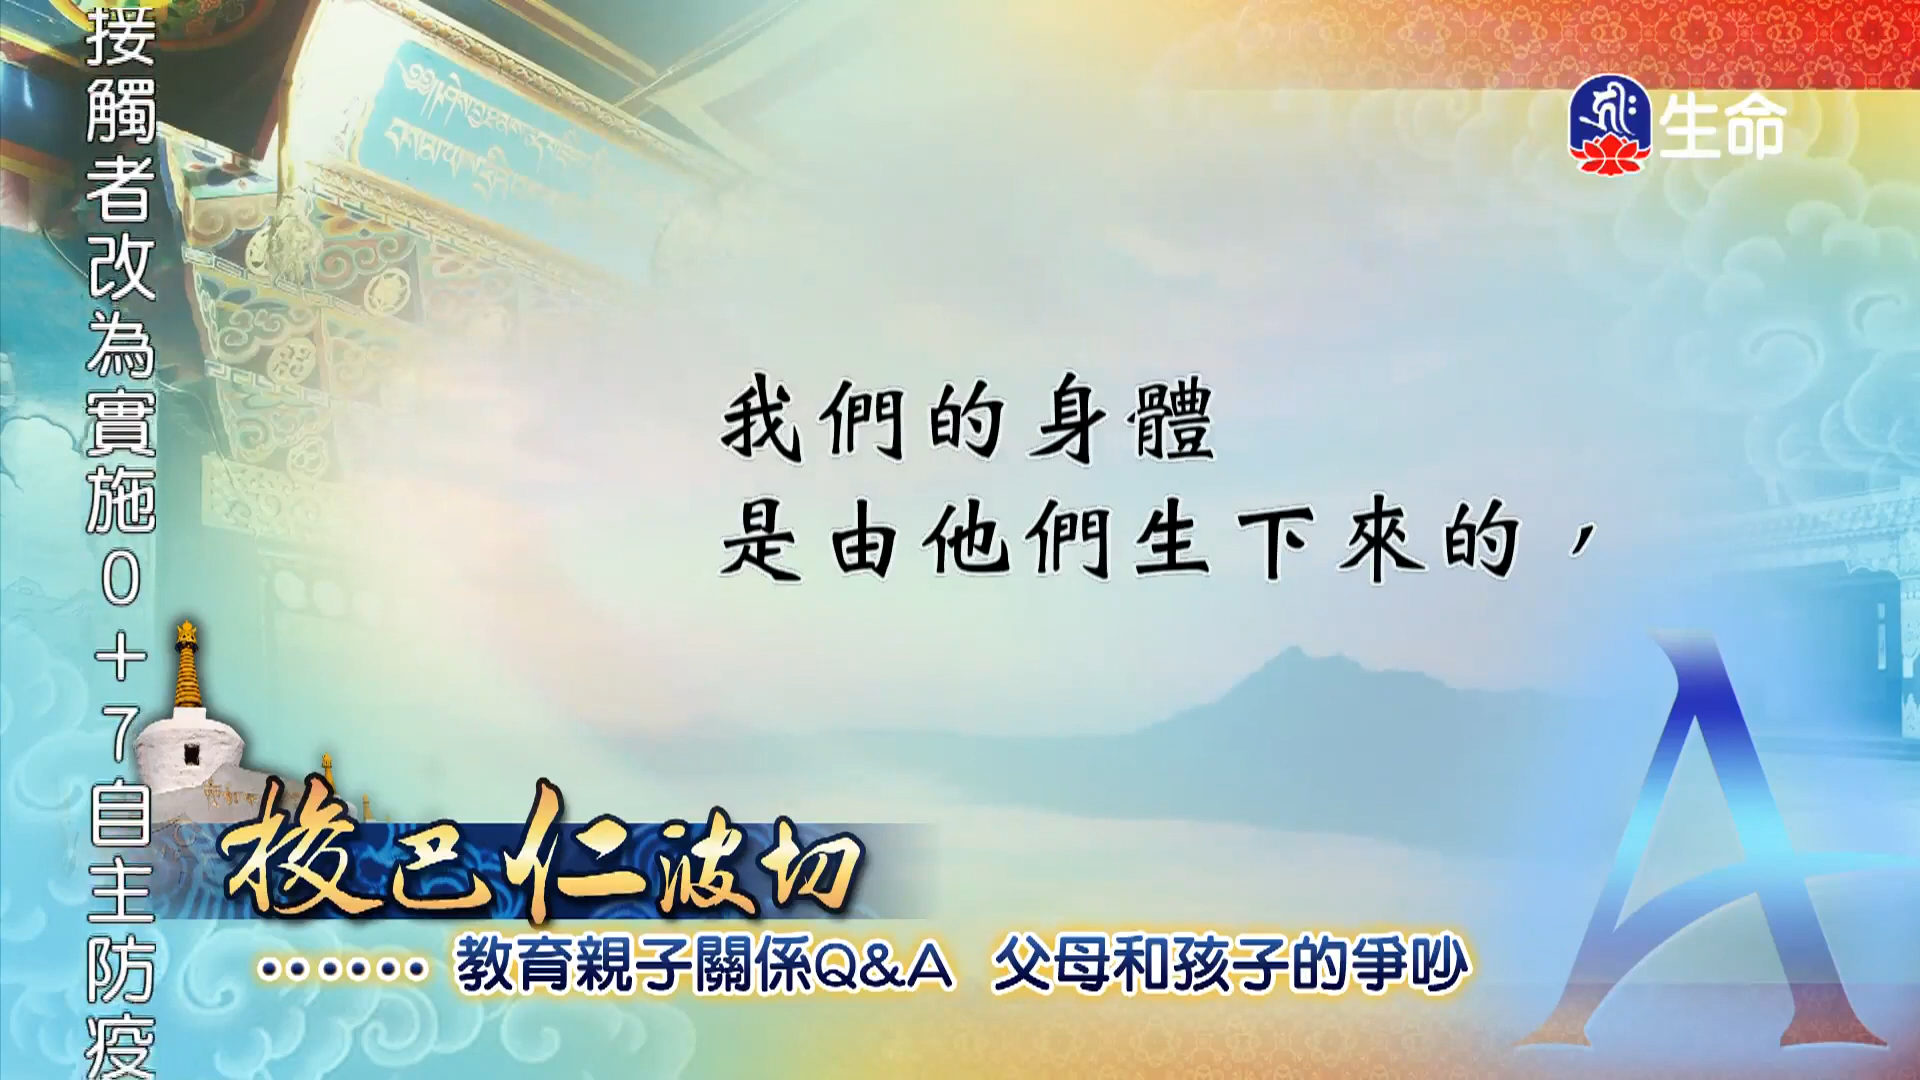 接觸者改為實施0+7自主防疫
生命
我們的身體
是由他們生下來的，
梭巴仁波切
……教育親子關係Q&A 父母和孩子的爭吵
A